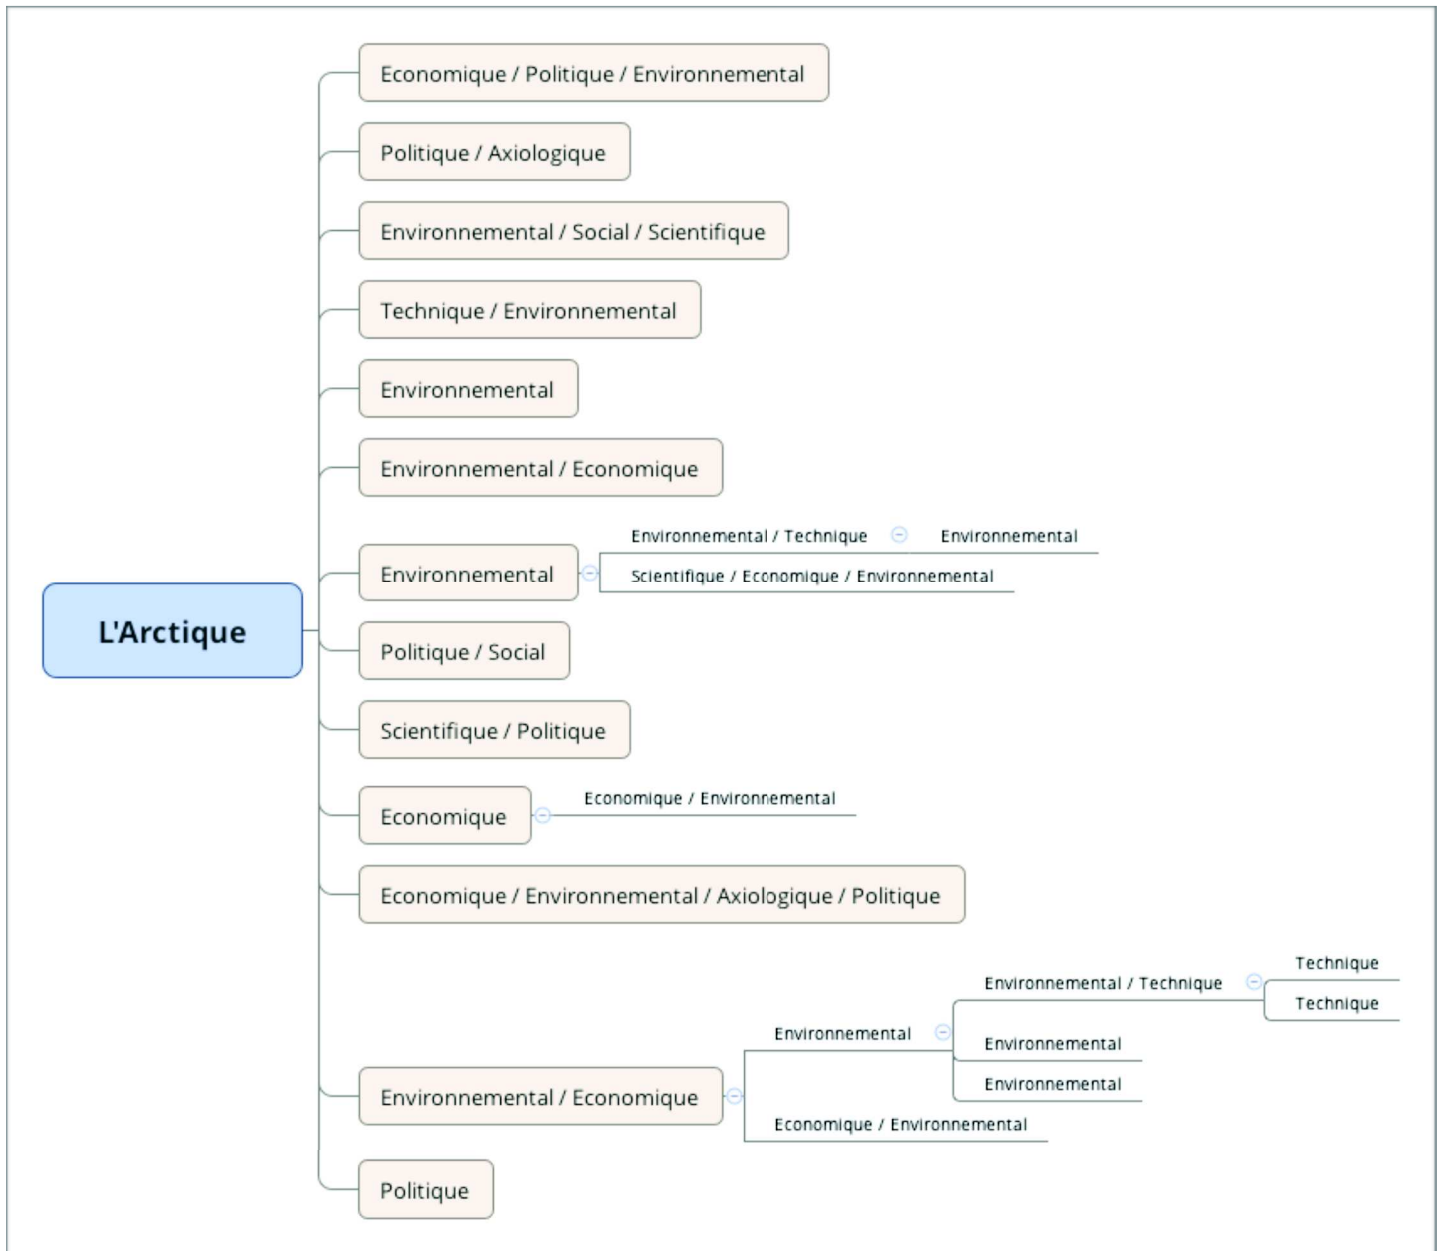 Economique / Politique / Environnemental
Politique / Axiologique
Environnemental / Social / Scientifique
Technique / Environnemental
Environnemental
Environnemental / Economique
Environnemental / Technique
Environnemental
Environnemental
Scientifique / Economique / Environnemental
L'Arctique
Politique / Social
Scientifique / Politique
Economique
Economique / Environnemental
Economique / Environnemental / Axiologique / Politique
Environnemental / Economique
Environnemental
Environnemental / Technique
Technique
Technique
Environnemental
Environnemental
Economique / Environnemental
Politique